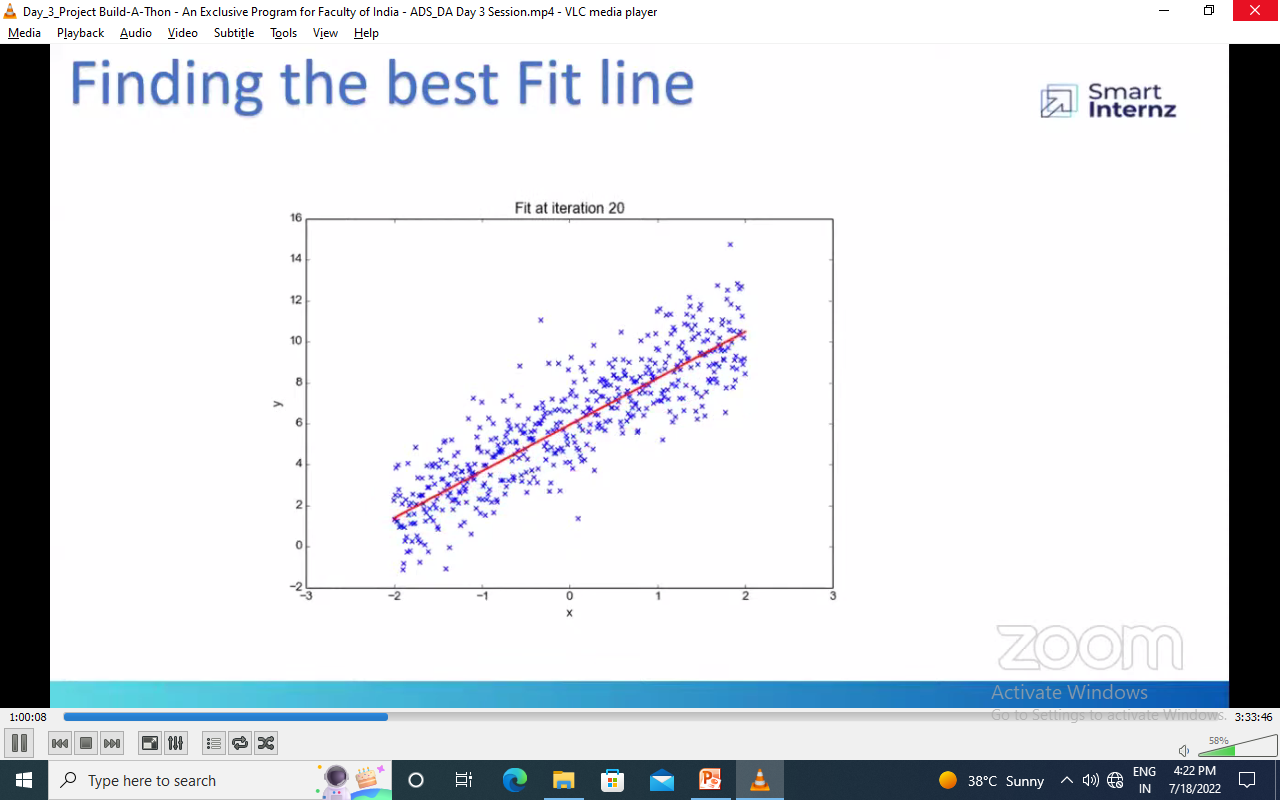 Day_3_Project Build-A-Thon - An Exclusive Program for Faculty of India - ADS_DA Day 3 Session.mp4 - VLC media player
Media Playback Audio Video Subtitle Tools View Help
Finding the best Fit line
Smart
Internz
Fit at iteration 20
16
14
12
10
8
6
4
2
0
−2
y
−3 −2 −1 0 1 2 3
x
zoom
Activate Windows
Go to Settings to activate Windows.
1:00:08
3:33:46
58%
Type here to search
38°C Sunny
ENG
IN
4:22 PM
7/18/2022